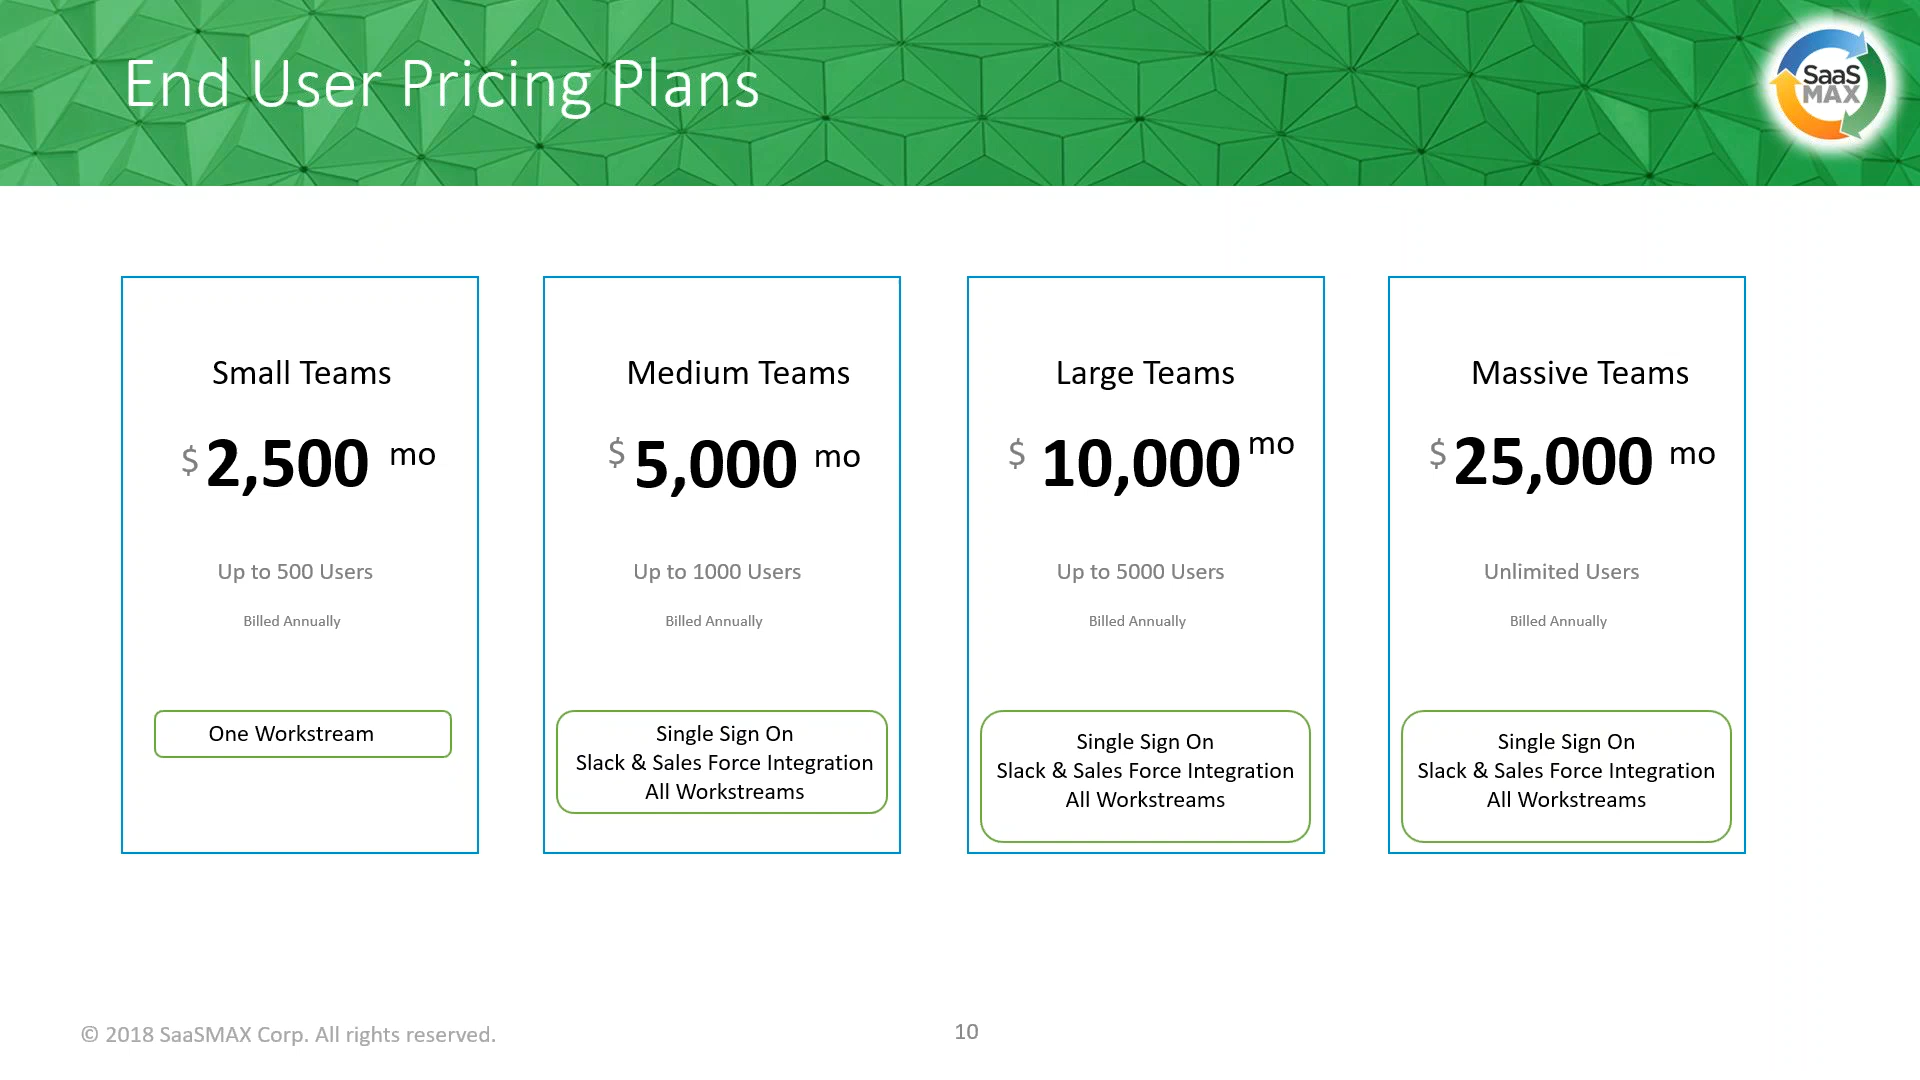 End User Pricing Plans
SaaS
MAX
Small Teams
$ 2,500 mo
Up to 500 Users
Billed Annually
One Workstream
Medium Teams
$ 5,000 mo
Up to 1000 Users
Billed Annually
Single Sign On
Slack & Sales Force Integration
All Workstreams
Large Teams
$ 10,000 mo
Up to 5000 Users
Billed Annually
Single Sign On
Slack & Sales Force Integration
All Workstreams
Massive Teams
$ 25,000 mo
Unlimited Users
Billed Annually
Single Sign On
Slack & Sales Force Integration
All Workstreams
© 2018 SaaSMAX Corp. All rights reserved.
10